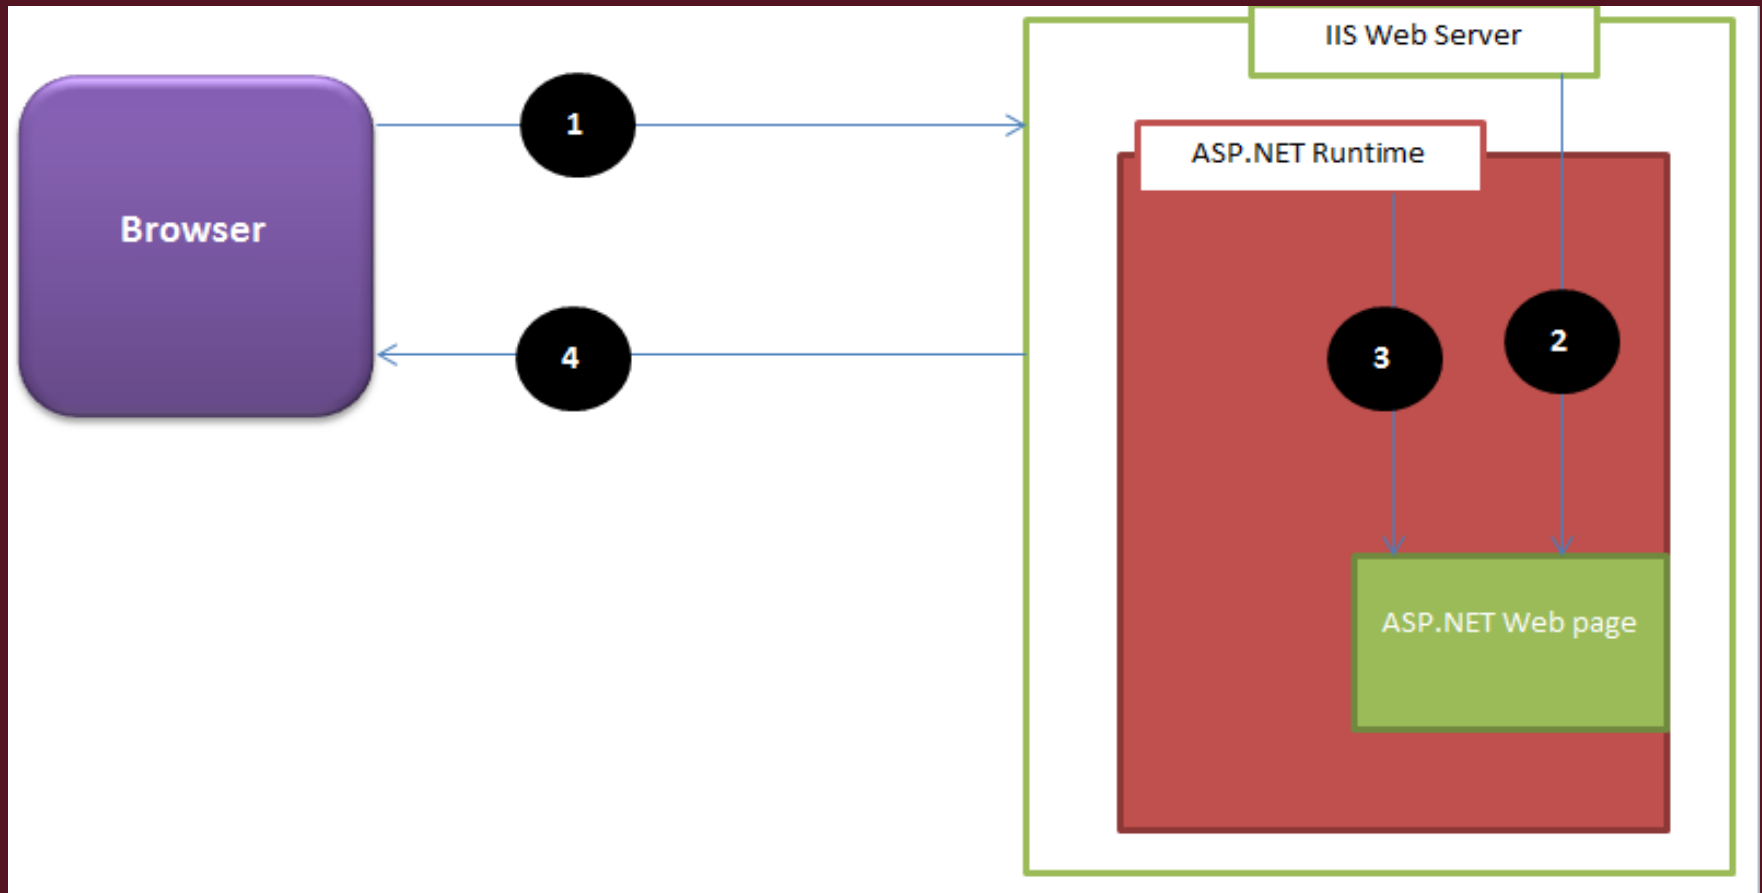 IIS Web Server
1
ASP.NET Runtime
Browser
2
4
3
ASP.NET Web page